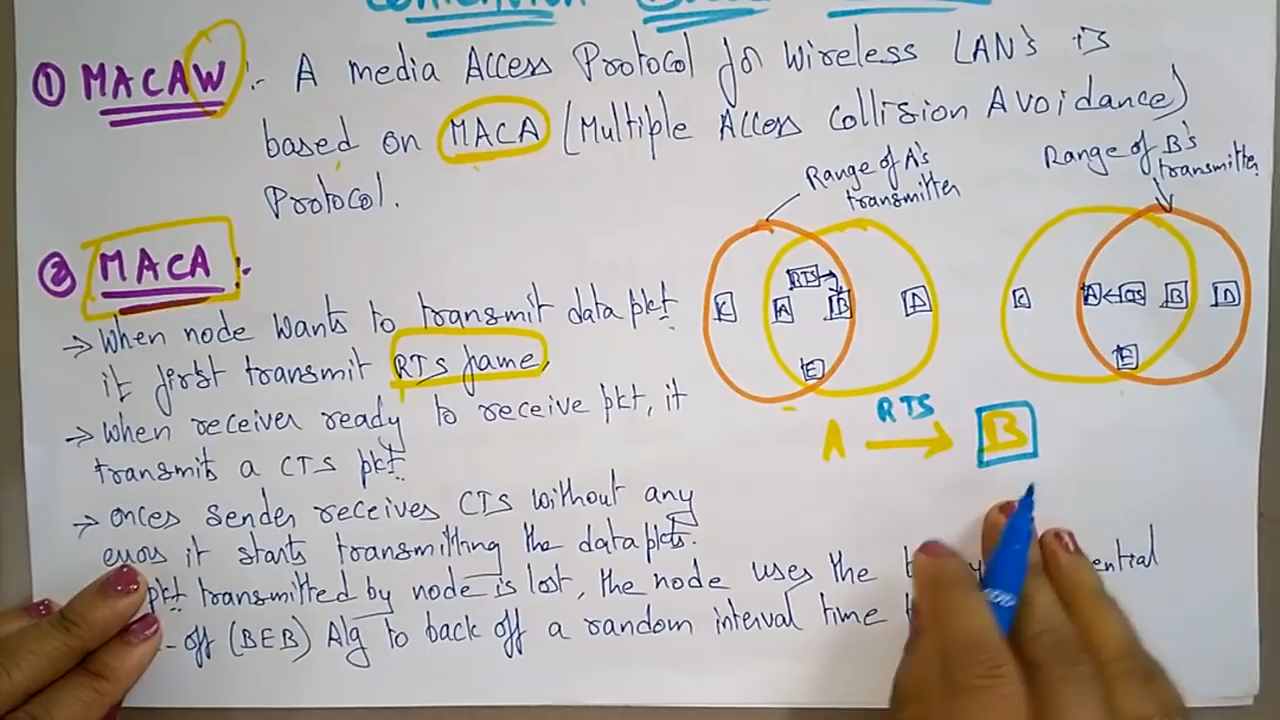 ① MACAW :- A media Access Protocol for Wireless LAN's is
based on MACA (Multiple Access Collision Avoidance)
Protocol.
Range of A's
transmitter
Range of B's
transmitter
C A RTS→ B D E
C A ←CTS B D E
② MACA :-
→ When node wants to transmit data pkt
it first transmit RTS frame,
A RTS → B
→ When receiver ready to receive pkt, it
transmits a CTS pkt.
→ onces sender receives CTS without any
error it starts transmitting the data pkts.
pkt transmitted by node is lost, the node uses the
- off (BEB) Alg to back off a random interval time